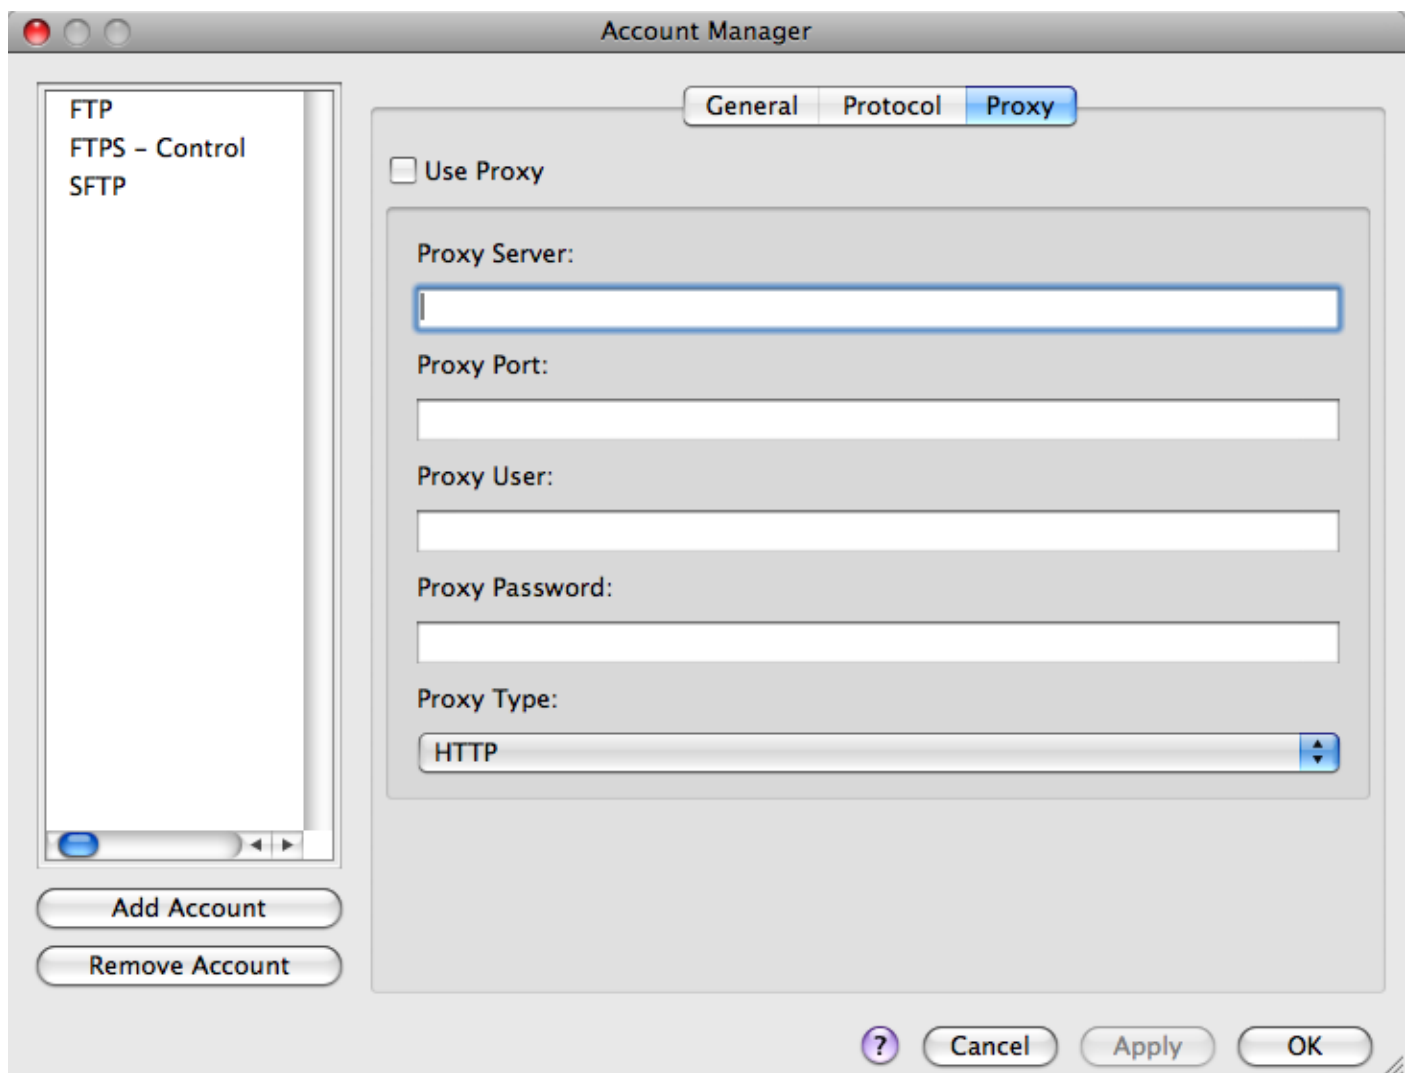 Account Manager
FTP
FTPS – Control
SFTP
Add Account
Remove Account
General Protocol Proxy
Use Proxy
Proxy Server:
Proxy Port:
Proxy User:
Proxy Password:
Proxy Type:
HTTP
? Cancel Apply OK